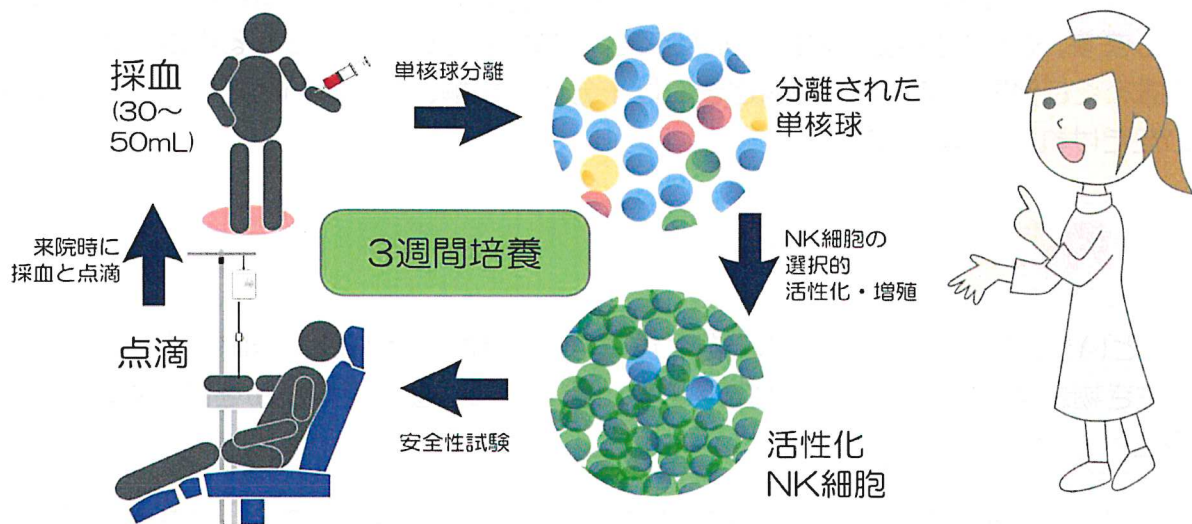 採血
(30～
50mL)
単核球分離
分離された
単核球
来院時に
採血と点滴
3週間培養
NK細胞の
選択的
活性化・増殖
点滴
安全性試験
活性化
NK細胞